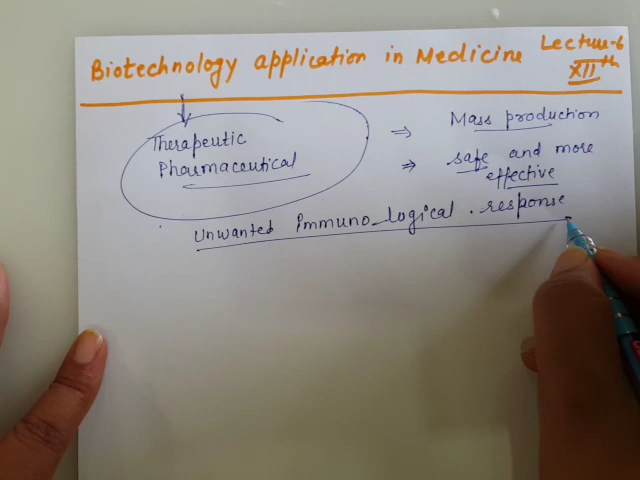 Biotechnology application in Medicine Lecture-6
XIIth
Therapeutic ⇒ Mass production
Pharmaceutical ⇒ safe and more
effective
Unwanted immuno-logical . response